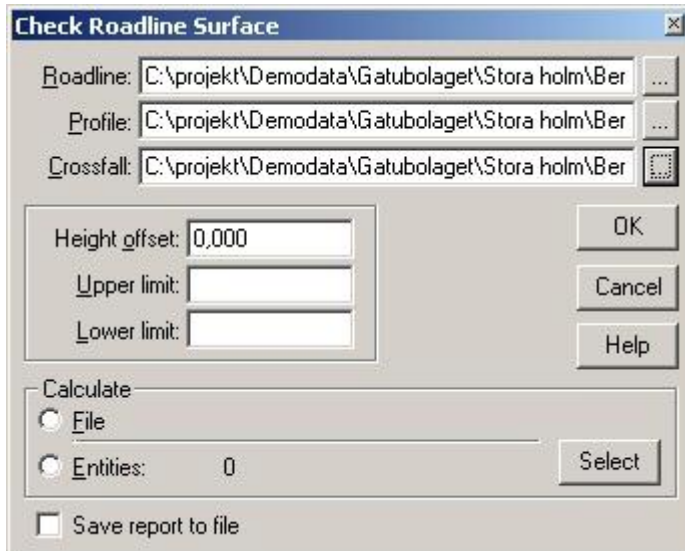 Check Roadline Surface
Roadline: C:\projekt\Demodata\Gatubolaget\Stora holm\Ber ...
Profile: C:\projekt\Demodata\Gatubolaget\Stora holm\Ber ...
Crossfall: C:\projekt\Demodata\Gatubolaget\Stora holm\Ber ...
Height offset: 0,000
OK
Upper limit:
Cancel
Lower limit:
Help
Calculate
File
Entities: 0
Select
Save report to file